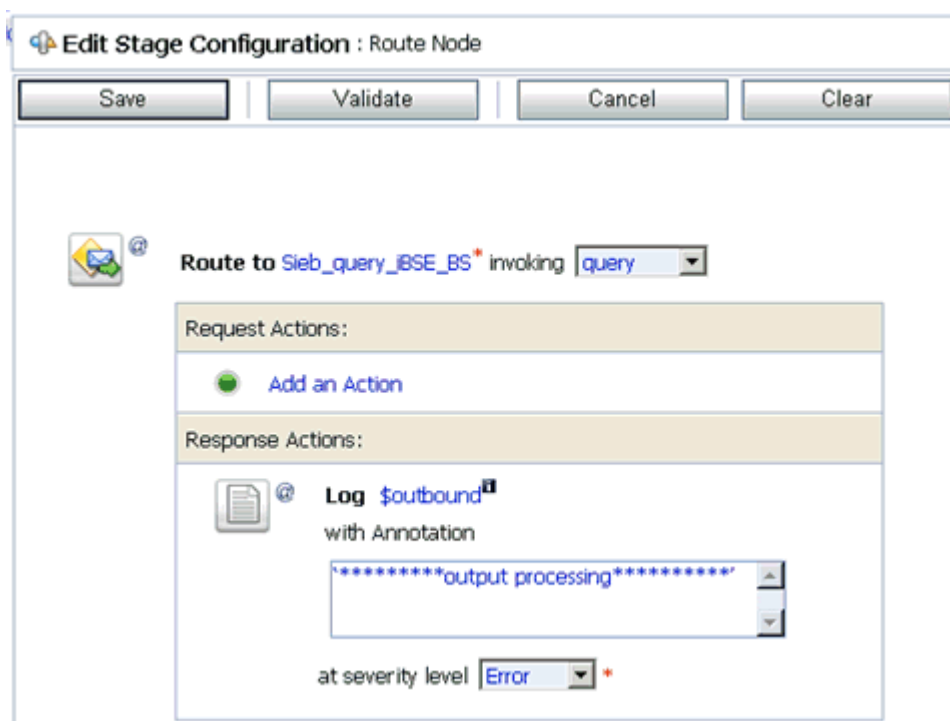 Edit Stage Configuration : Route Node
Save Validate Cancel Clear
@ Route to Sieb_query_iBSE_BS* invoking query
Request Actions:
Add an Action
Response Actions:
@ Log $outbound
with Annotation
'*********output processing**********'
at severity level Error *